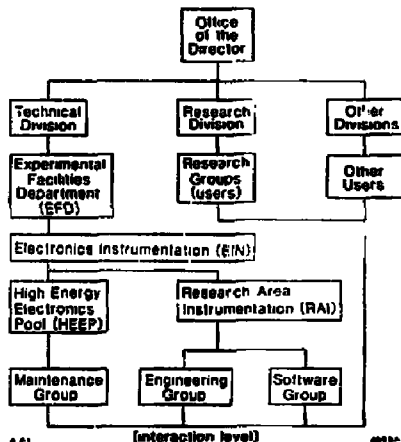 Office
of the
Director
Technical
Division
Research
Division
Other
Divisions
Experimental
Facilities
Department
(EFD)
Research
Groups
(users)
Other
Users
Electronics Instrumentation (EIN)
High Energy
Electronics
Pool (HEEP)
Research Area
Instrumentation (RAI)
Maintenance
Group
Engineering
Group
Software
Group
(interaction level)